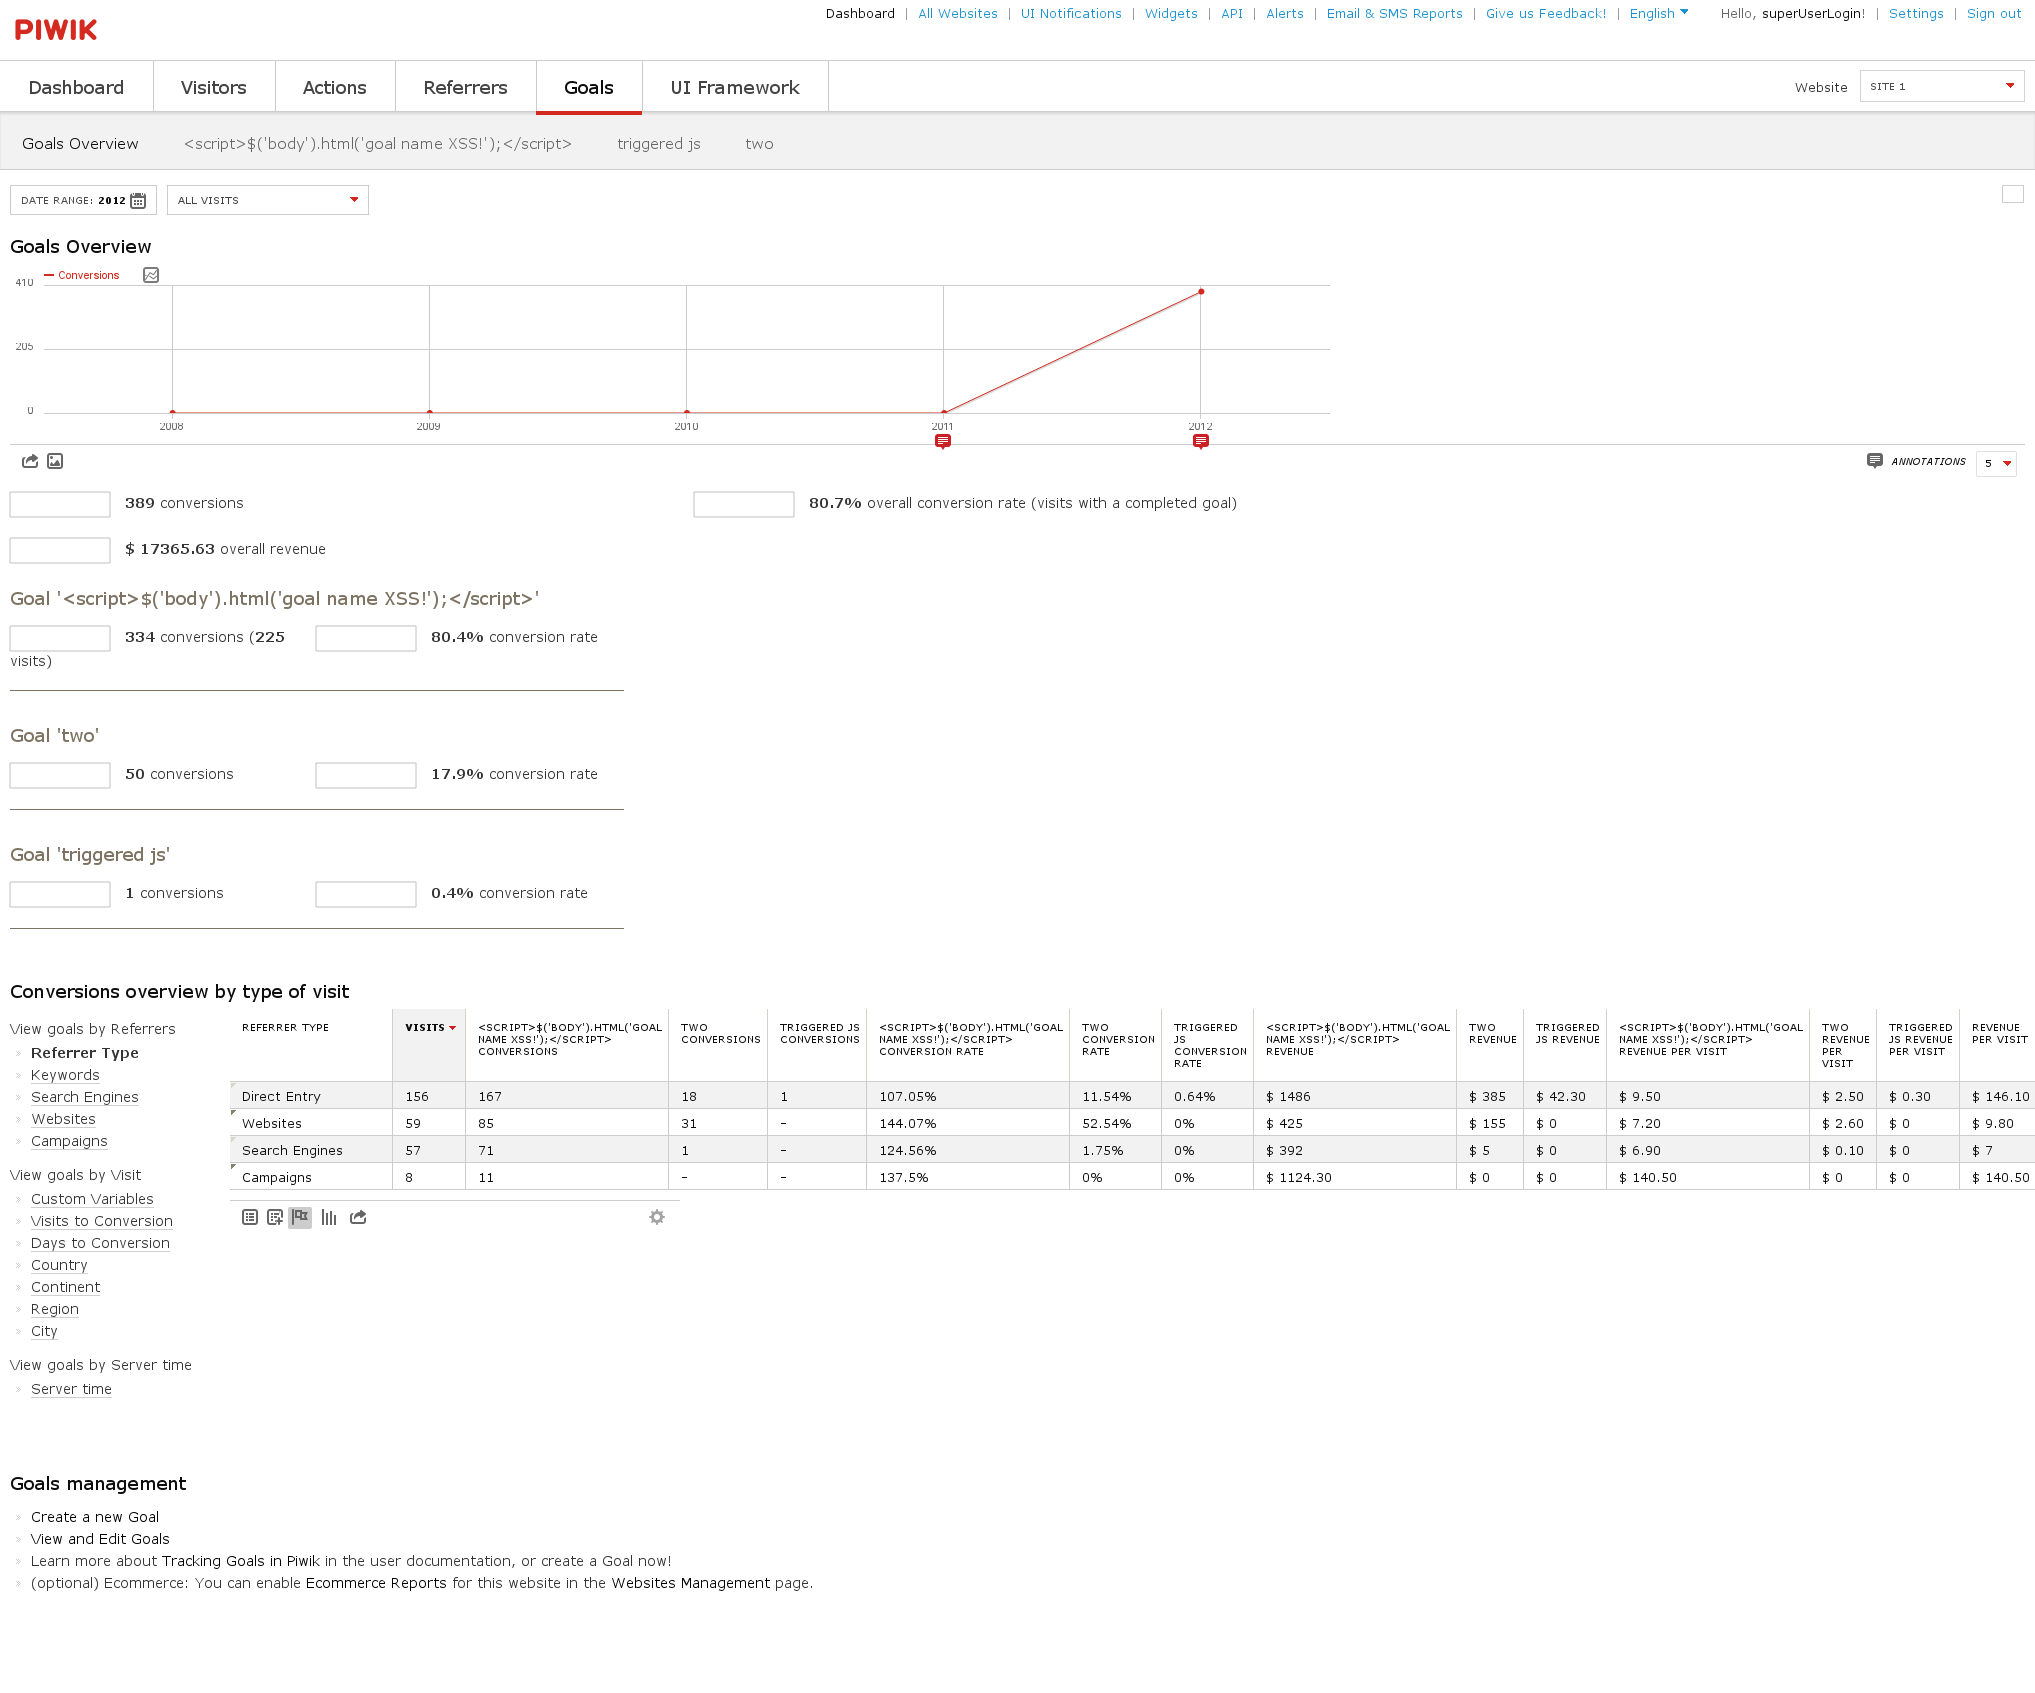 PIWIK
Dashboard | All Websites | UI Notifications | Widgets | API | Alerts | Email & SMS Reports | Give us Feedback! | English Hello, superUserLogin! | Settings | Sign out
Dashboard Visitors Actions Referrers Goals UI Framework Website SITE 1
Goals Overview <script>$('body').html('goal name XSS!');</script> triggered js two
DATE RANGE: 2012 ALL VISITS
Goals Overview
Conversions
410
205
0
2008 2009 2010 2011 2012
ANNOTATIONS 5
389 conversions 80.7% overall conversion rate (visits with a completed goal)
$ 17365.63 overall revenue
Goal '<script>$('body').html('goal name XSS!');</script>'
334 conversions (225 visits) 80.4% conversion rate
Goal 'two'
50 conversions 17.9% conversion rate
Goal 'triggered js'
1 conversions 0.4% conversion rate
Conversions overview by type of visit
View goals by Referrers
» Referrer Type
» Keywords
» Search Engines
» Websites
» Campaigns
View goals by Visit
» Custom Variables
» Visits to Conversion
» Days to Conversion
» Country
» Continent
» Region
» City
View goals by Server time
» Server time
REFERRER TYPE VISITS <SCRIPT>$('BODY').HTML('GOAL NAME XSS!');</SCRIPT> CONVERSIONS TWO CONVERSIONS TRIGGERED JS CONVERSIONS <SCRIPT>$('BODY').HTML('GOAL NAME XSS!');</SCRIPT> CONVERSION RATE TWO CONVERSION RATE TRIGGERED JS CONVERSION RATE <SCRIPT>$('BODY').HTML('GOAL NAME XSS!');</SCRIPT> REVENUE TWO REVENUE TRIGGERED JS REVENUE <SCRIPT>$('BODY').HTML('GOAL NAME XSS!');</SCRIPT> REVENUE PER VISIT TWO REVENUE PER VISIT TRIGGERED JS REVENUE PER VISIT REVENUE PER VISIT
Direct Entry 156 167 18 1 107.05% 11.54% 0.64% $ 1486 $ 385 $ 42.30 $ 9.50 $ 2.50 $ 0.30 $ 146.10
Websites 59 85 31 - 144.07% 52.54% 0% $ 425 $ 155 $ 0 $ 7.20 $ 2.60 $ 0 $ 9.80
Search Engines 57 71 1 - 124.56% 1.75% 0% $ 392 $ 5 $ 0 $ 6.90 $ 0.10 $ 0 $ 7
Campaigns 8 11 - - 137.5% 0% 0% $ 1124.30 $ 0 $ 0 $ 140.50 $ 0 $ 0 $ 140.50
Goals management
» Create a new Goal
» View and Edit Goals
» Learn more about Tracking Goals in Piwik in the user documentation, or create a Goal now!
» (optional) Ecommerce: You can enable Ecommerce Reports for this website in the Websites Management page.